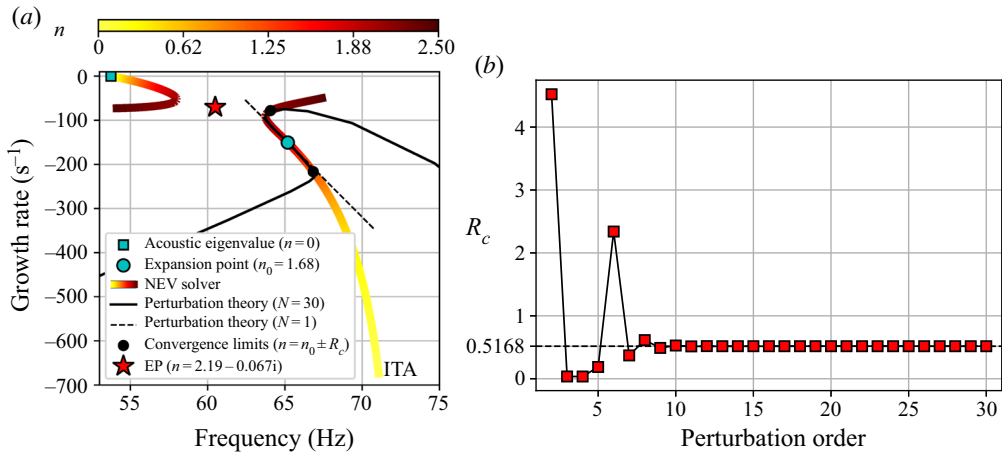 (a)
n
0 0.62 1.25 1.88 2.50
(b)
0
−100
−200
−300
−400
−500
−600
−700
Growth rate (s⁻¹)
Acoustic eigenvalue (n=0)
Expansion point (n₀=1.68)
NEV solver
Perturbation theory (N=30)
Perturbation theory (N=1)
Convergence limits (n=n₀±R_c)
EP (n=2.19−0.067i)
ITA
55 60 65 70 75
Frequency (Hz)
4
3
2
1
0.5168
0
R_c
5 10 15 20 25 30
Perturbation order